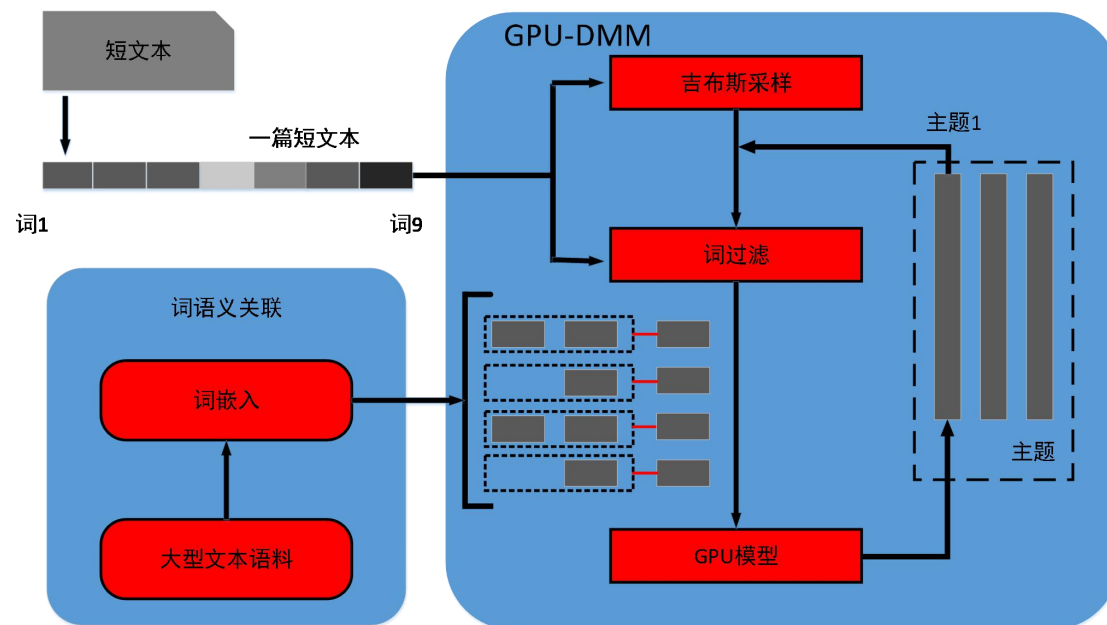 短文本
一篇短文本
词1
词9
词语义关联
词嵌入
大型文本语料
GPU-DMM
吉布斯采样
主题1
词过滤
主题
GPU模型